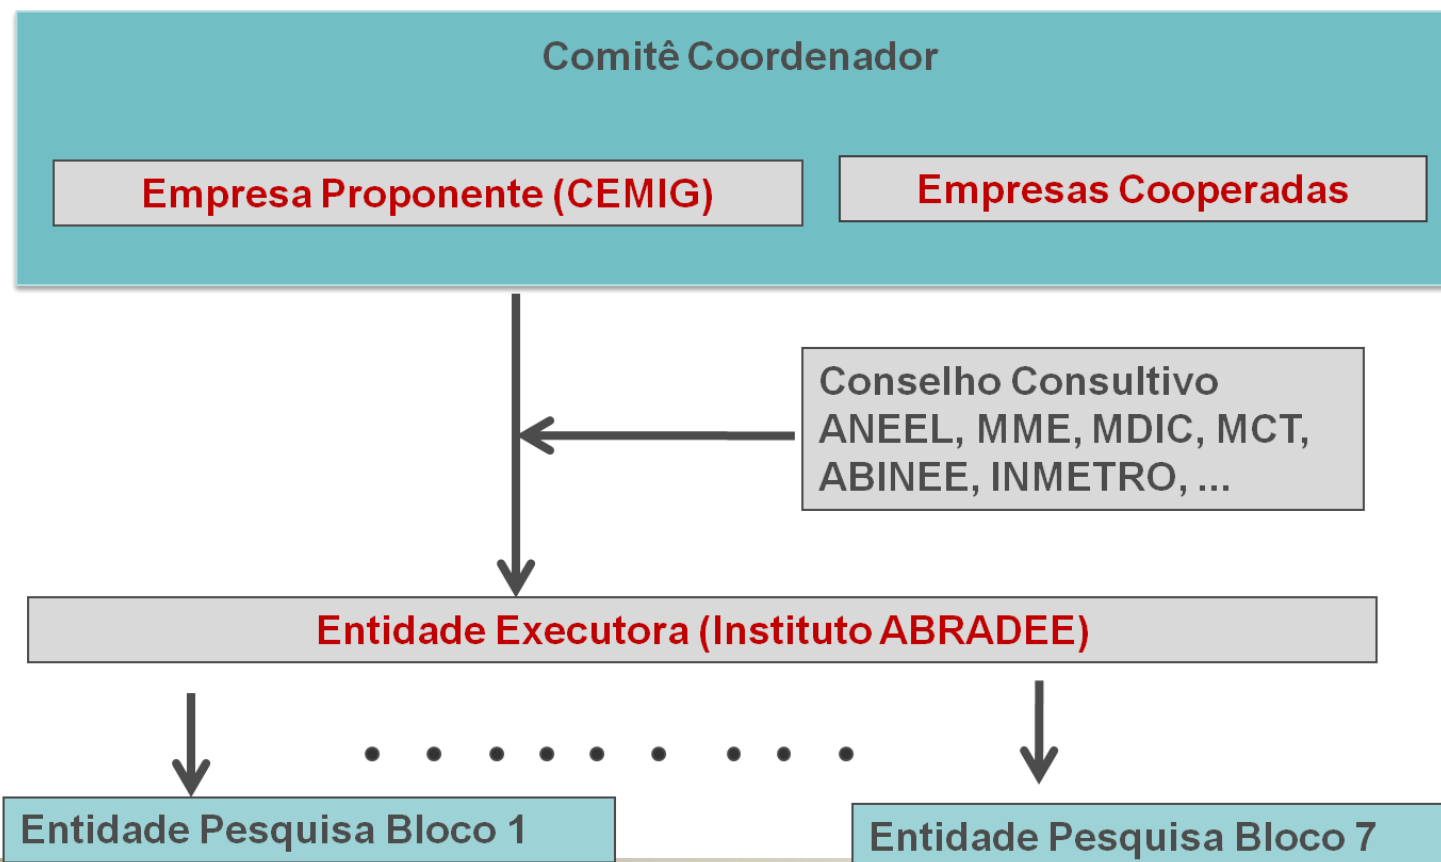 Comitê Coordenador
Empresa Proponente (CEMIG)
Empresas Cooperadas
Conselho Consultivo
ANEEL, MME, MDIC, MCT,
ABINEE, INMETRO, ...
Entidade Executora (Instituto ABRADEE)
Entidade Pesquisa Bloco 1
Entidade Pesquisa Bloco 7